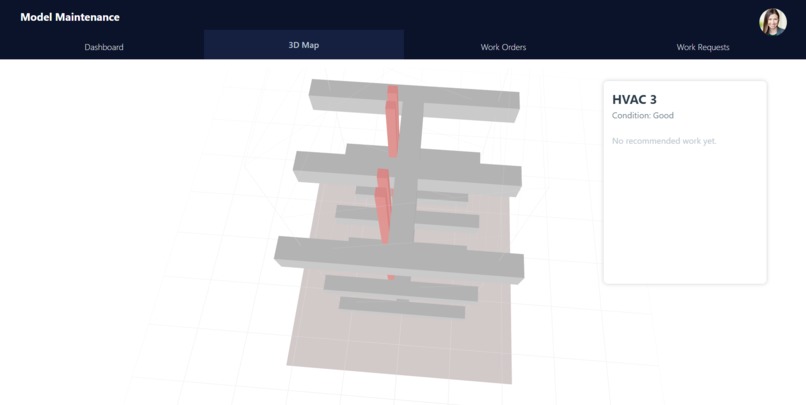 Model Maintenance
Dashboard
3D Map
Work Orders
Work Requests
HVAC 3
Condition: Good
No recommended work yet.